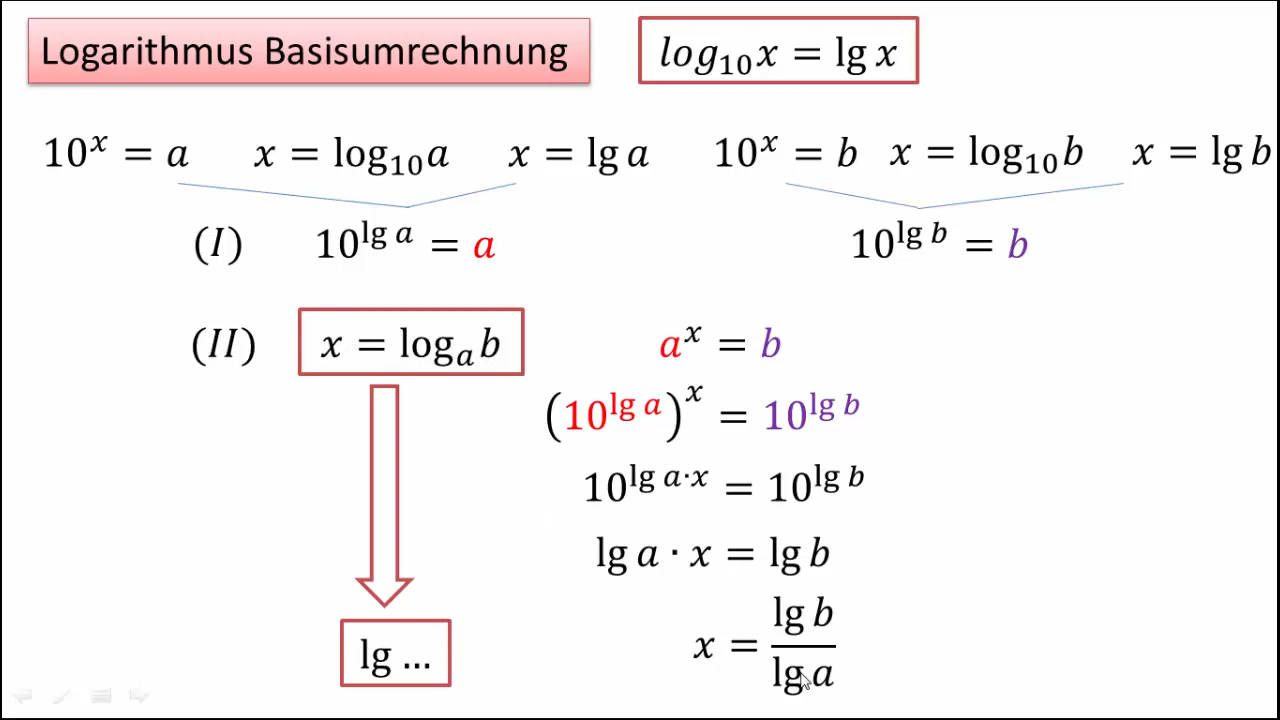 Logarithmus Basisumrechnung
log₁₀x = lg x
10ˣ = a x = log₁₀a x = lg a 10ˣ = b x = log₁₀b x = lg b
(I) 10^(lg a) = a 10^(lg b) = b
(II) x = logₐb aˣ = b
(10^(lg a))ˣ = 10^(lg b)
10^(lg a·x) = 10^(lg b)
lg a · x = lg b
lg ... x = lg b / lg a